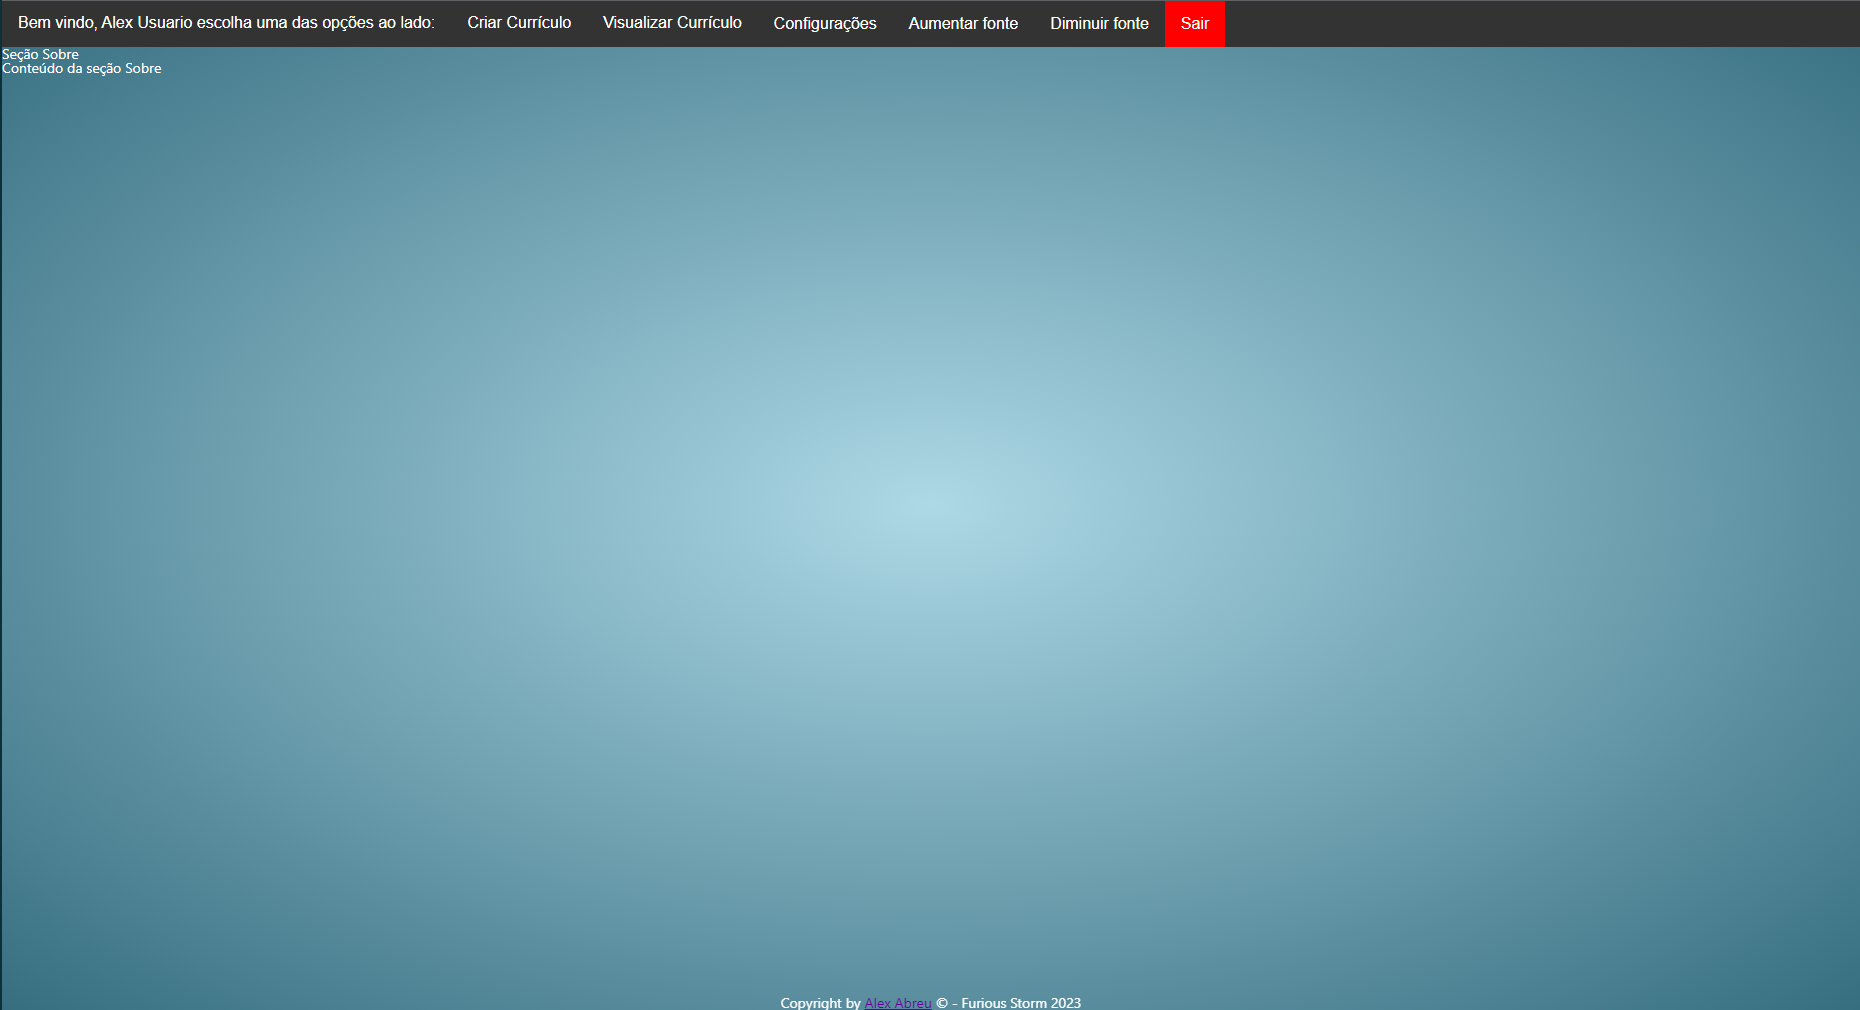 Bem vindo, Alex Usuario escolha uma das opções ao lado: Criar Currículo Visualizar Currículo Configurações Aumentar fonte Diminuir fonte Sair
Seção Sobre
Conteúdo da seção Sobre
Copyright by Alex Abreu © - Furious Storm 2023